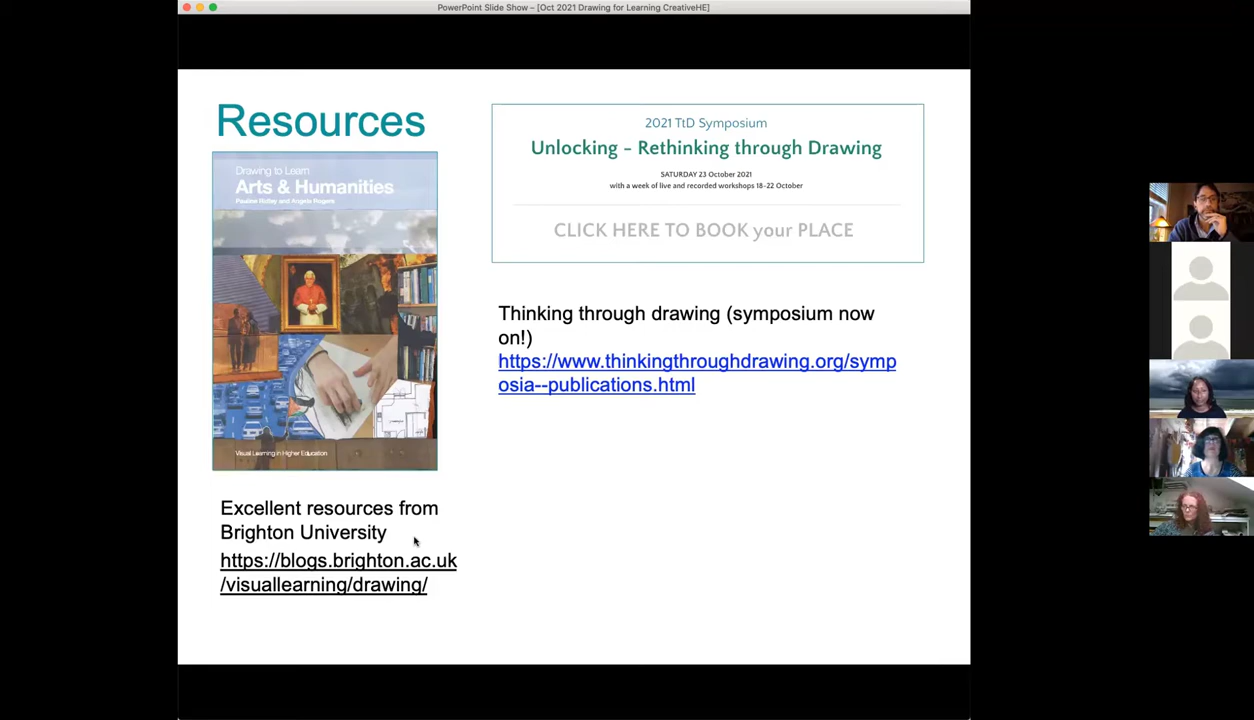 PowerPoint Slide Show – [Oct 2021 Drawing for Learning CreativeHE]
Resources
Drawing to Learn
Arts & Humanities
Pauline Ridley and Angela Rogers
Visual Learning in Higher Education
Excellent resources from
Brighton University
https://blogs.brighton.ac.uk
/visuallearning/drawing/
2021 TtD Symposium
Unlocking - Rethinking through Drawing
SATURDAY 23 October 2021
with a week of live and recorded workshops 18-22 October
CLICK HERE TO BOOK your PLACE
Thinking through drawing (symposium now
on!)
https://www.thinkingthroughdrawing.org/symp
osia--publications.html